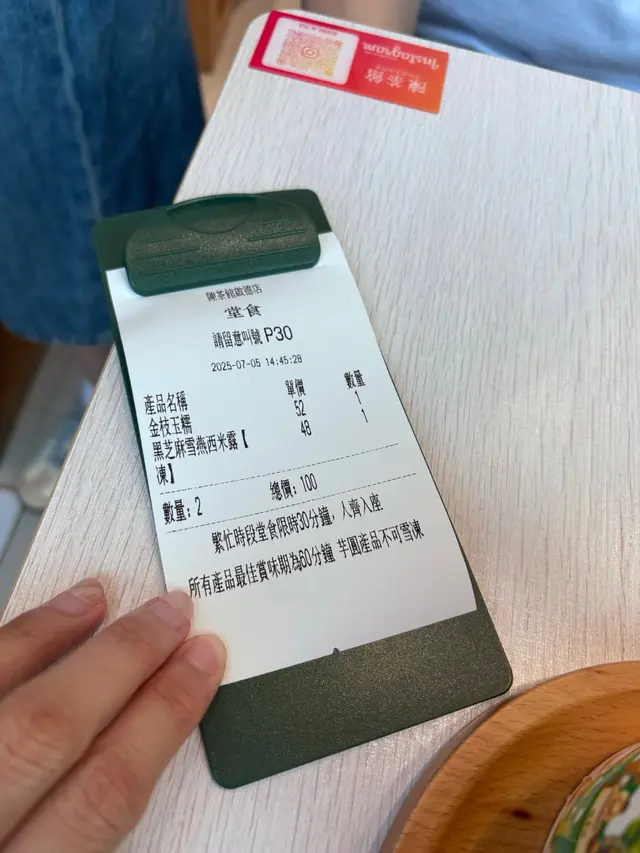 Instagram
陳茶館
陳茶館啟德店
堂食
請留意叫號 P30
2025-07-05 14:45:28
產品名稱 單價 數量
金枝玉糯 52 1
黑芝麻雪燕西米露【 48 1
凍】
數量: 2 總價: 100
繁忙時段堂食限時30分鐘, 人齊入座
所有產品最佳賞味期為60分鐘 芋圓產品不可雪凍